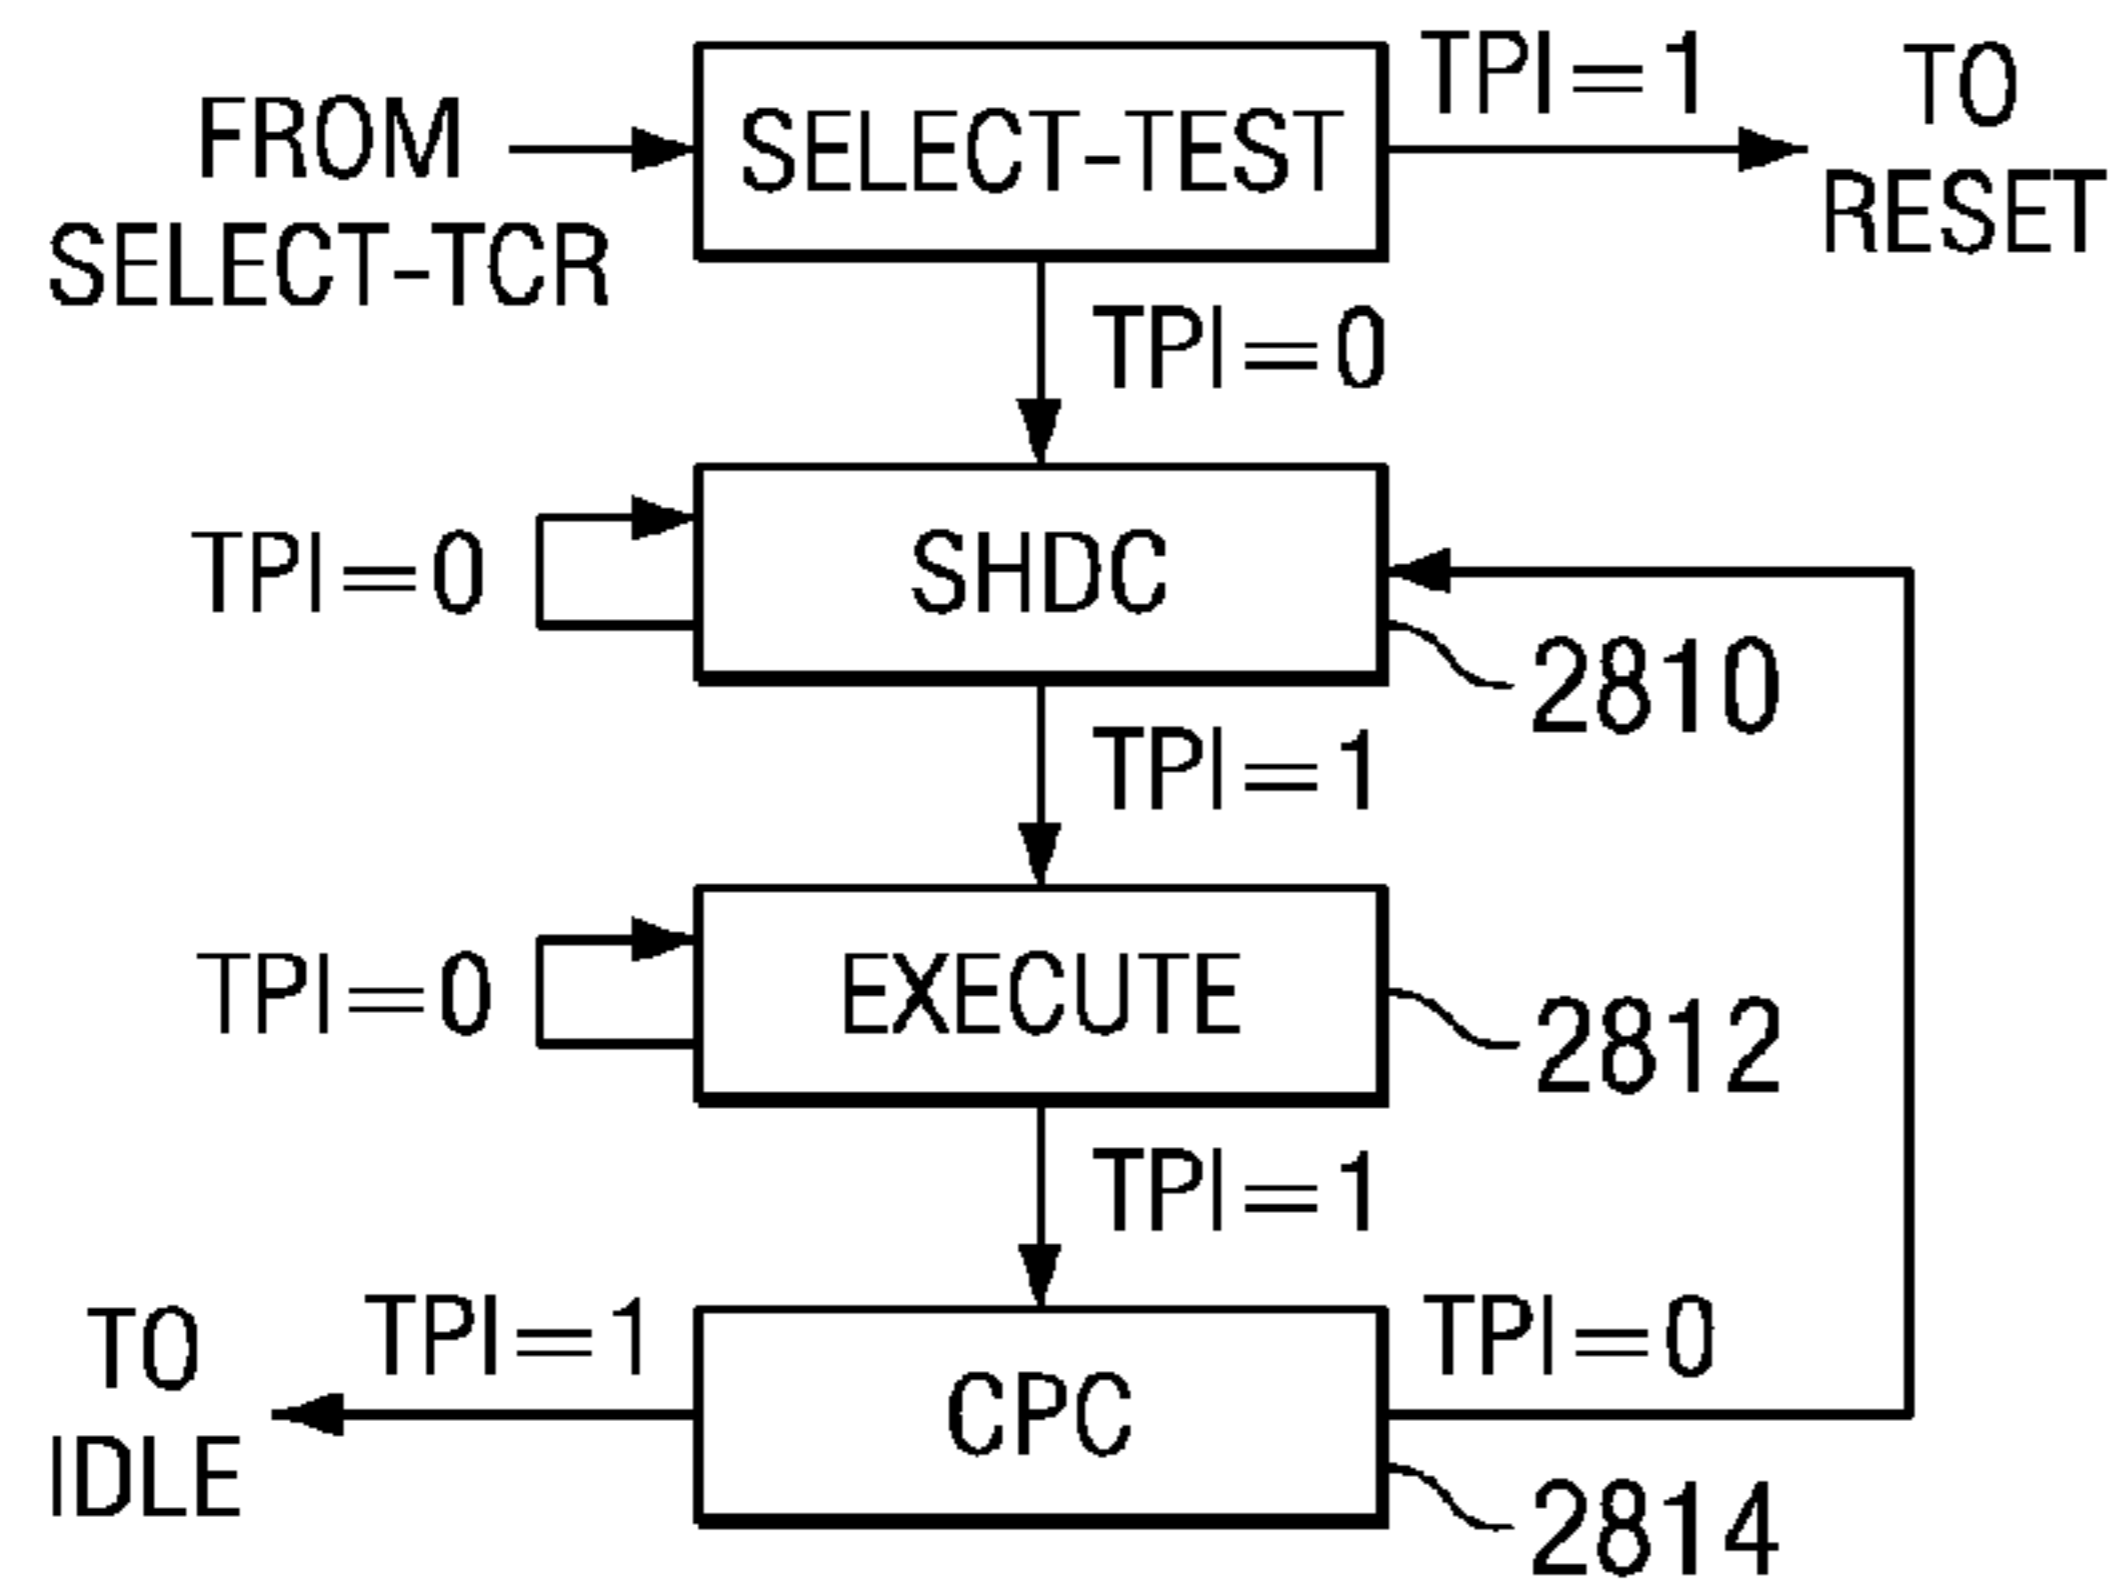 FROM
SELECT-TCR
SELECT-TEST
TPI=1
TO
RESET
TPI=0
TPI=0
SHDC
2810
TPI=1
TPI=0
EXECUTE
2812
TPI=1
TO
IDLE
TPI=1
CPC
TPI=0
2814